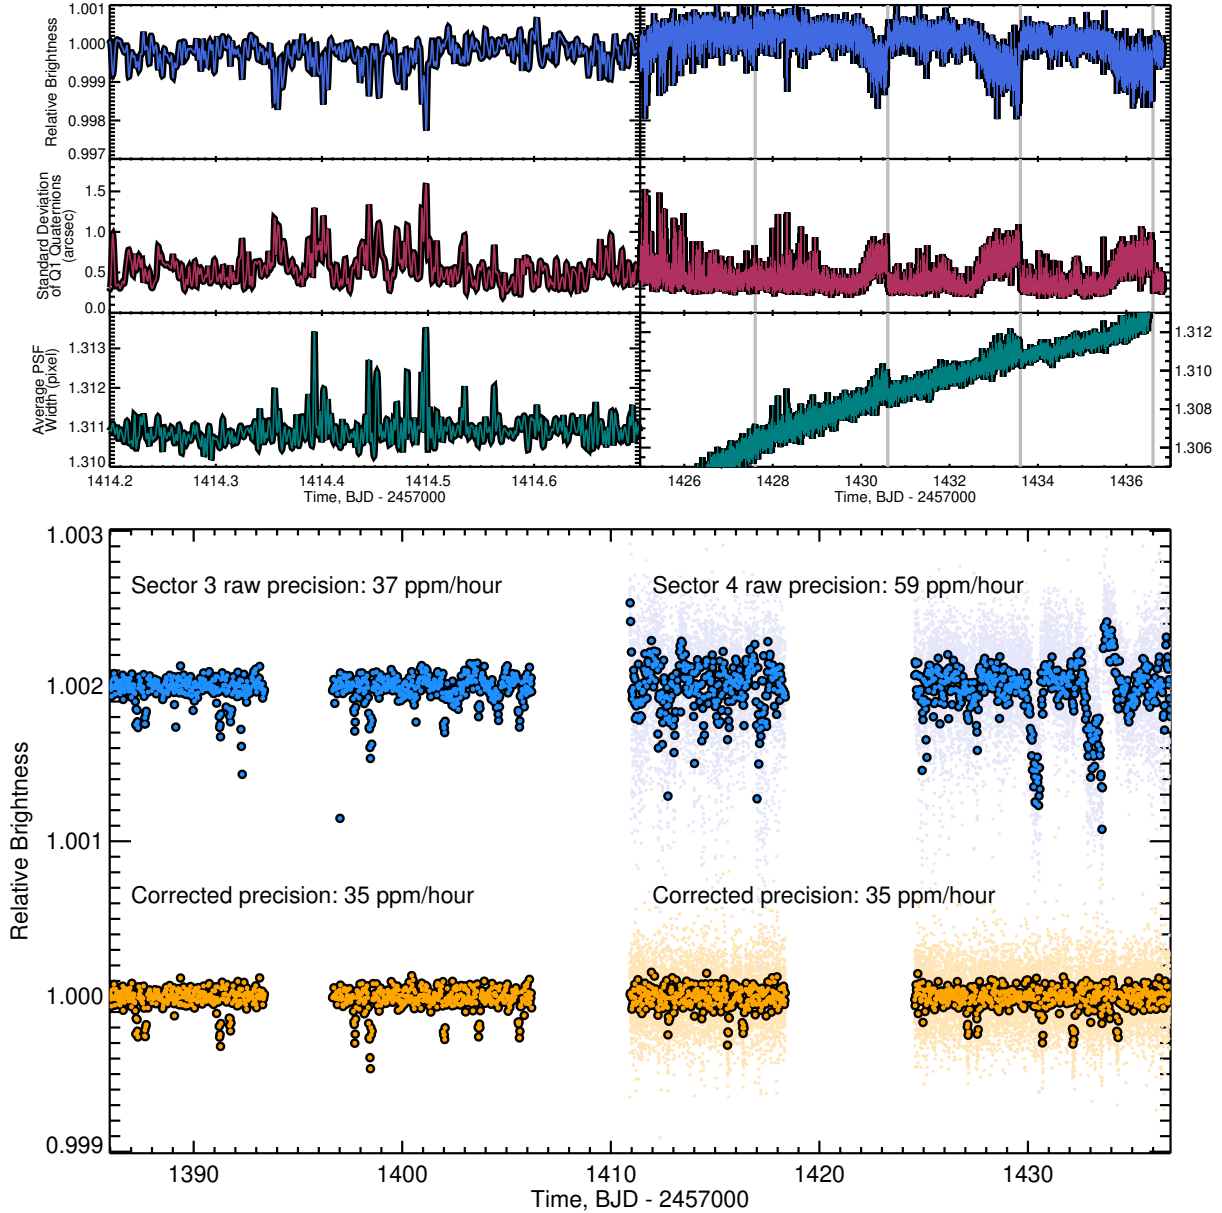 1.001
1.000
0.999
0.998
0.997
Relative Brightness
1.5
1.0
0.5
0.0
Standard Deviation
of Q1 Quaternions
(arcsec)
1.313
1.312
1.311
1.310
Average PSF
Width (pixel)
1.312
1.310
1.308
1.306
1414.2 1414.3 1414.4 1414.5 1414.6
1426 1428 1430 1432 1434 1436
Time, BJD - 2457000
Time, BJD - 2457000
1.003
Sector 3 raw precision: 37 ppm/hour
Sector 4 raw precision: 59 ppm/hour
1.002
1.001
Corrected precision: 35 ppm/hour
Corrected precision: 35 ppm/hour
1.000
0.999
Relative Brightness
1390 1400 1410 1420 1430
Time, BJD - 2457000